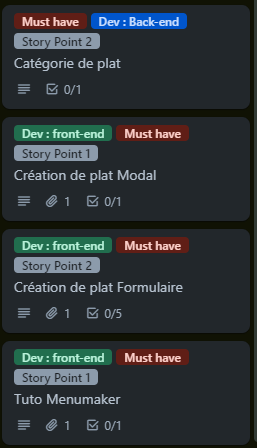 Must have Dev : Back-end
Story Point 2
Catégorie de plat
0/1
Dev : front-end Must have
Story Point 1
Création de plat Modal
1 0/1
Dev : front-end Must have
Story Point 2
Création de plat Formulaire
1 0/5
Dev : front-end Must have
Story Point 1
Tuto Menumaker
1 0/1